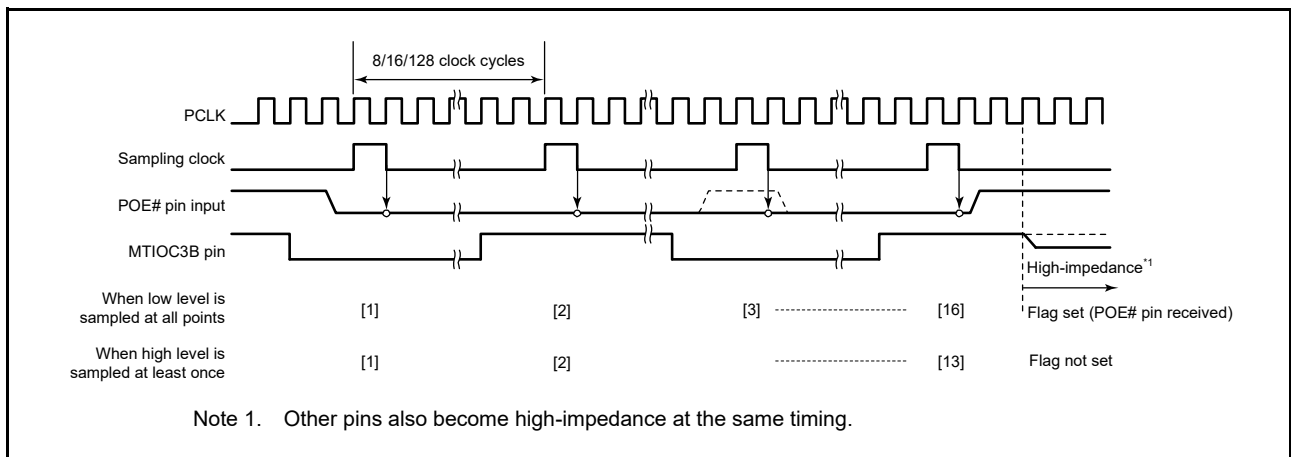 8/16/128 clock cycles
PCLK
Sampling clock
POE# pin input
MTIOC3B pin
High-impedance*1
When low level is
sampled at all points
[1] [2] [3] [16] Flag set (POE# pin received)
When high level is
sampled at least once
[1] [2] [13] Flag not set
Note 1. Other pins also become high-impedance at the same timing.